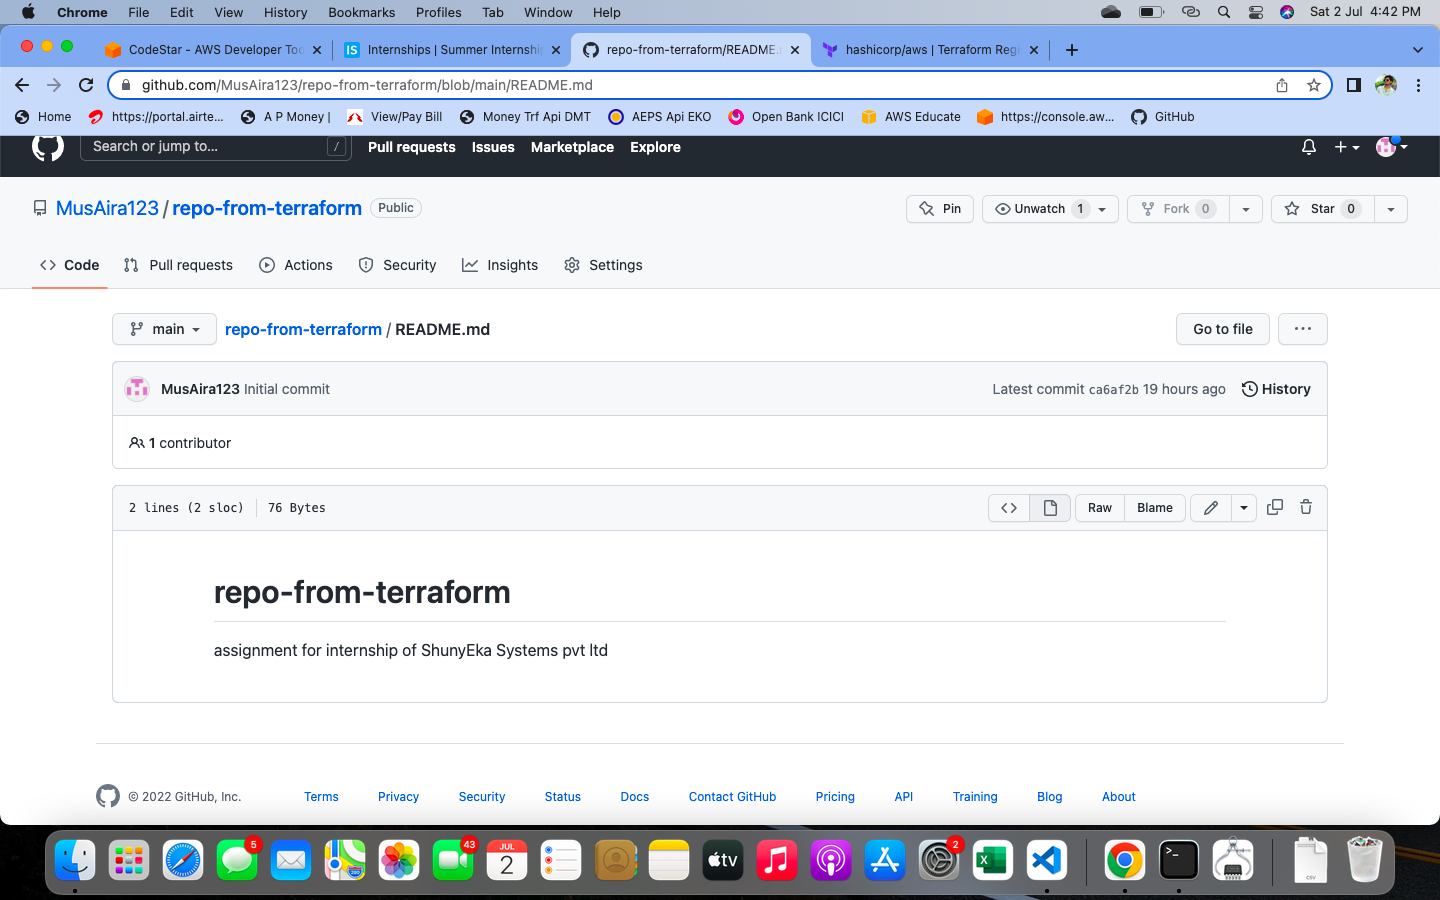 Chrome File Edit View History Bookmarks Profiles Tab Window Help Sat 2 Jul 4:42 PM
CodeStar - AWS Developer Too Internships | Summer Internshi repo-from-terraform/README. hashicorp/aws | Terraform Regi
github.com/MusAira123/repo-from-terraform/blob/main/README.md
Home https://portal.airte... A P Money | View/Pay Bill Money Trf Api DMT AEPS Api EKO Open Bank ICICI AWS Educate https://console.aw... GitHub
Search or jump to... / Pull requests Issues Marketplace Explore
MusAira123 / repo-from-terraform Public Pin Unwatch 1 Fork 0 Star 0
Code Pull requests Actions Security Insights Settings
main repo-from-terraform / README.md Go to file ...
MusAira123 Initial commit Latest commit ca6af2b 19 hours ago History
1 contributor
2 lines (2 sloc) 76 Bytes Raw Blame
repo-from-terraform
assignment for internship of ShunyEka Systems pvt ltd
© 2022 GitHub, Inc. Terms Privacy Security Status Docs Contact GitHub Pricing API Training Blog About
5 43 JUL 2 tv 2 X >_ CSV